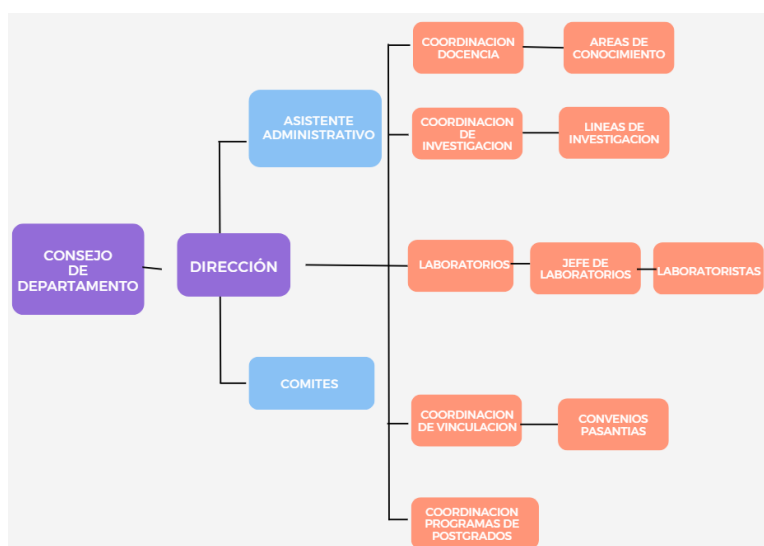 CONSEJO
DE
DEPARTAMENTO
DIRECCIÓN
ASISTENTE
ADMINISTRATIVO
COMITES
COORDINACION
DOCENCIA
AREAS DE
CONOCIMIENTO
COORDINACION
DE
INVESTIGACION
LINEAS DE
INVESTIGACION
LABORATORIOS
JEFE DE
LABORATORIOS
LABORATORISTAS
COORDINACION
DE VINCULACION
CONVENIOS
PASANTIAS
COORDINACION
PROGRAMAS DE
POSTGRADOS